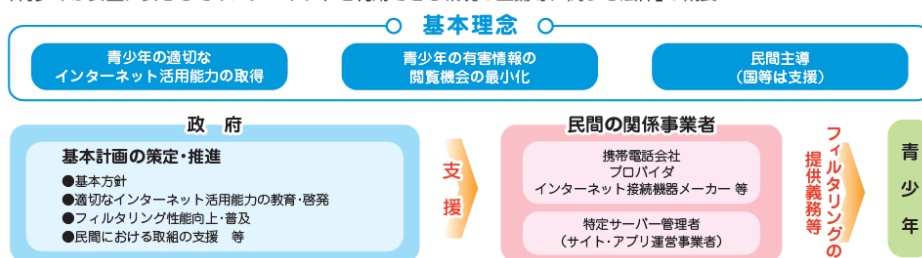 基本理念
青少年の適切な
インターネット活用能力の取得
青少年の有害情報の
閲覧機会の最小化
民間主導
（国等は支援）
政 府
基本計画の策定・推進
●基本方針
●適切なインターネット活用能力の教育・啓発
●フィルタリング性能向上・普及
●民間における取組の支援 等
支援
民間の関係事業者
携帯電話会社
プロバイダ
インターネット接続機器メーカー 等
特定サーバー管理者
（サイト・アプリ運営事業者）
フィルタリングの
提供義務等
青少年